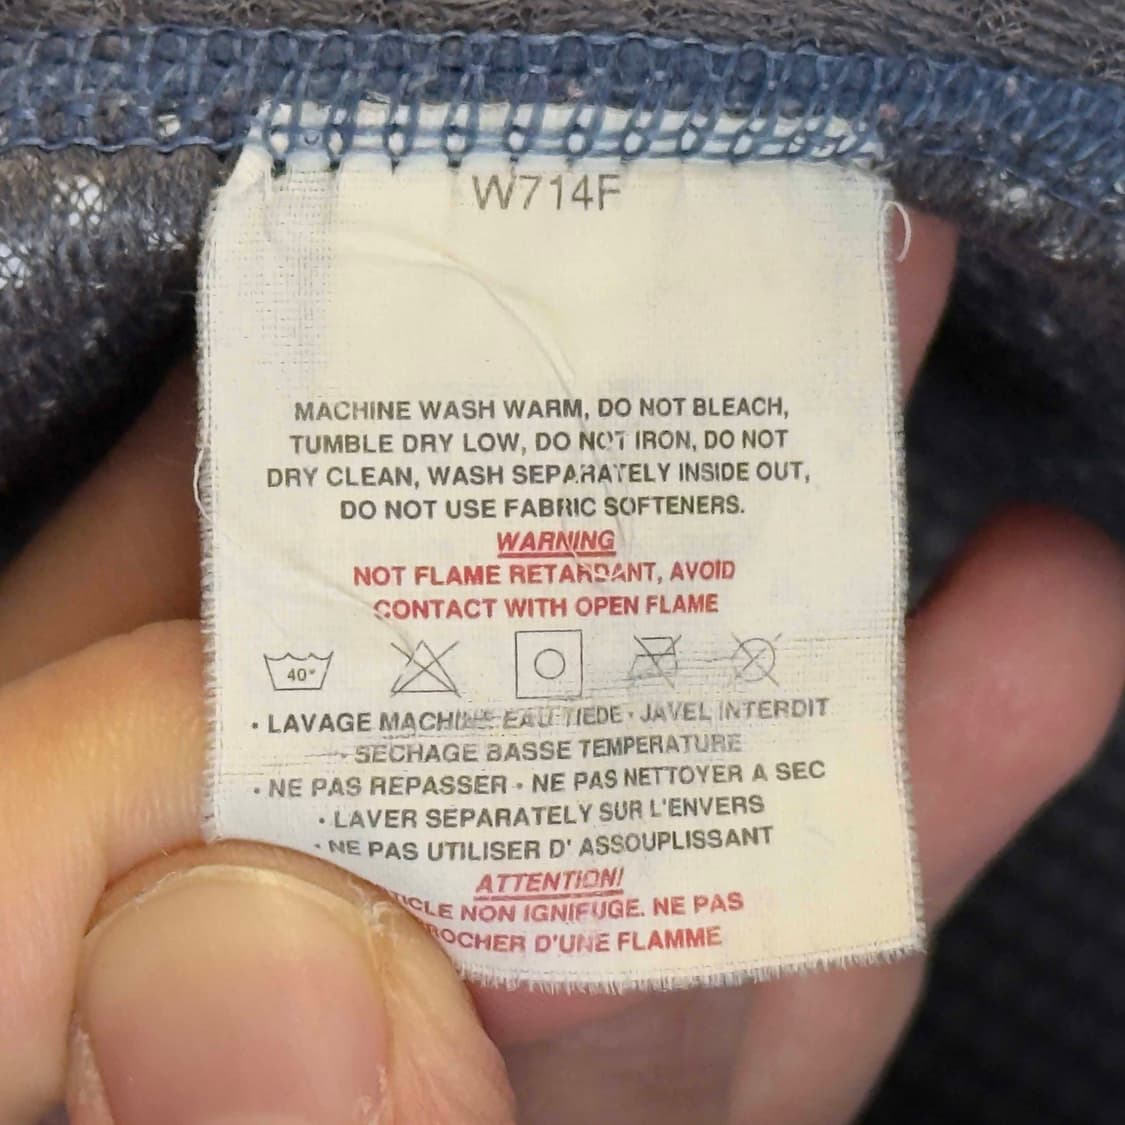 W714F
MACHINE WASH WARM, DO NOT BLEACH,
TUMBLE DRY LOW, DO NOT IRON, DO NOT
DRY CLEAN, WASH SEPARATELY INSIDE OUT,
DO NOT USE FABRIC SOFTENERS.
WARNING
NOT FLAME RETARDANT, AVOID
CONTACT WITH OPEN FLAME
40°
• LAVAGE MACHINE EAU TIEDE • JAVEL INTERDIT
• SECHAGE BASSE TEMPERATURE
• NE PAS REPASSER • NE PAS NETTOYER A SEC
• LAVER SEPARATELY SUR L'ENVERS
• NE PAS UTILISER D' ASSOUPLISSANT
ATTENTION!
NON IGNIFUGE. NE PAS
D'UNE FLAMME